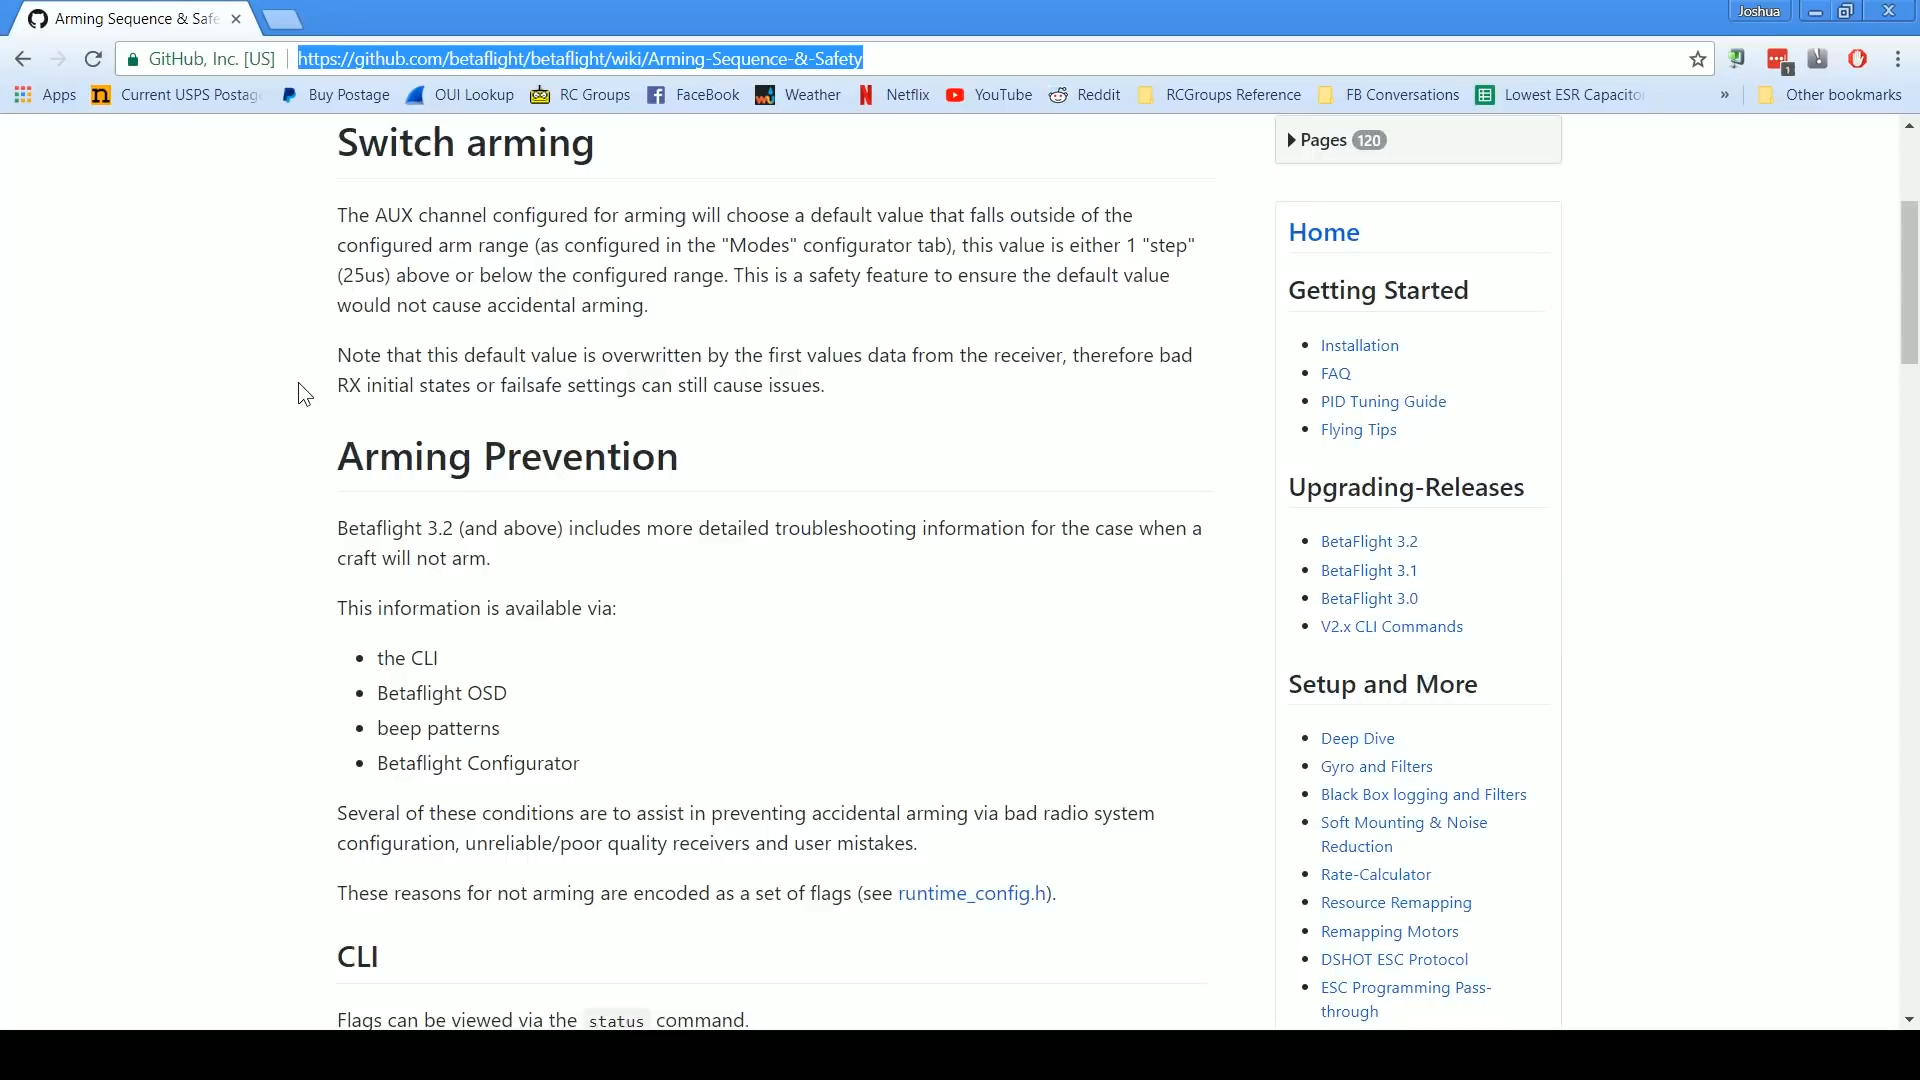 Arming Sequence & Safe
Joshua
GitHub, Inc. [US]
https://github.com/betaflight/betaflight/wiki/Arming-Sequence-&-Safety
1
Apps
Current USPS Postag
Buy Postage
OUI Lookup
RC Groups
FaceBook
Weather
Netflix
YouTube
Reddit
RCGroups Reference
FB Conversations
Lowest ESR Capacito
»
Other bookmarks
Switch arming
The AUX channel configured for arming will choose a default value that falls outside of the
configured arm range (as configured in the "Modes" configurator tab), this value is either 1 "step"
(25us) above or below the configured range. This is a safety feature to ensure the default value
would not cause accidental arming.
Note that this default value is overwritten by the first values data from the receiver, therefore bad
RX initial states or failsafe settings can still cause issues.
Arming Prevention
Betaflight 3.2 (and above) includes more detailed troubleshooting information for the case when a
craft will not arm.
This information is available via:
• the CLI
• Betaflight OSD
• beep patterns
• Betaflight Configurator
Several of these conditions are to assist in preventing accidental arming via bad radio system
configuration, unreliable/poor quality receivers and user mistakes.
These reasons for not arming are encoded as a set of flags (see runtime_config.h).
CLI
Flags can be viewed via the status command.
Pages 120
Home
Getting Started
• Installation
• FAQ
• PID Tuning Guide
• Flying Tips
Upgrading-Releases
• BetaFlight 3.2
• BetaFlight 3.1
• BetaFlight 3.0
• V2.x CLI Commands
Setup and More
• Deep Dive
• Gyro and Filters
• Black Box logging and Filters
• Soft Mounting & Noise
Reduction
• Rate-Calculator
• Resource Remapping
• Remapping Motors
• DSHOT ESC Protocol
• ESC Programming Pass-
through